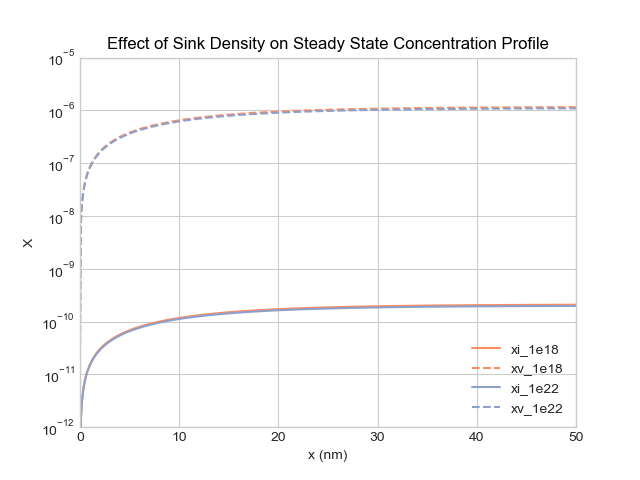 Effect of Sink Density on Steady State Concentration Profile
10⁻⁵
10⁻⁶
10⁻⁷
10⁻⁸
10⁻⁹
10⁻¹⁰
10⁻¹¹
10⁻¹²
X
xi_1e18
xv_1e18
xi_1e22
xv_1e22
0 10 20 30 40 50
x (nm)